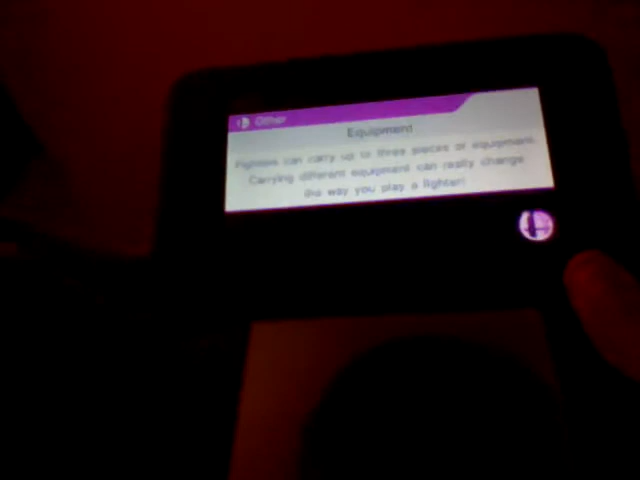 Other
Equipment
Fighters can carry up to three pieces of equipment.
Carrying different equipment can really change
the way you play a fighter!